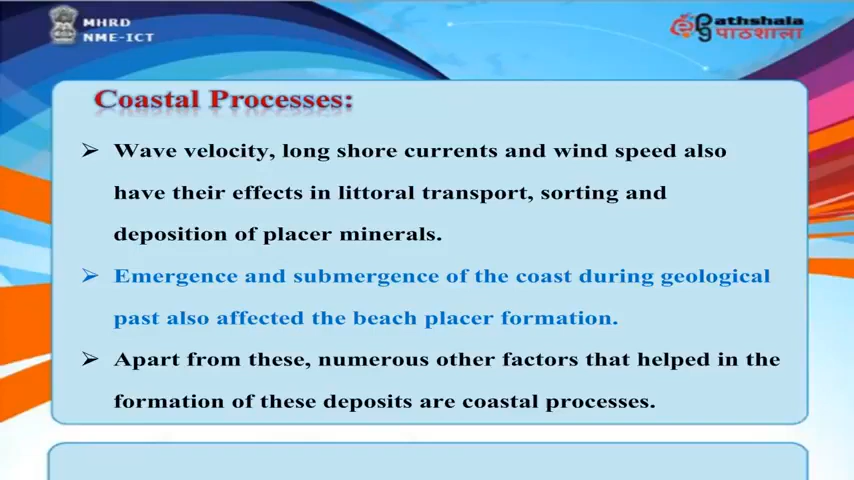 MHRD
NME-ICT
Pathshala
पाठशाला
Coastal Processes:
➢ Wave velocity, long shore currents and wind speed also
have their effects in littoral transport, sorting and
deposition of placer minerals.
➢ Emergence and submergence of the coast during geological
past also affected the beach placer formation.
➢ Apart from these, numerous other factors that helped in the
formation of these deposits are coastal processes.